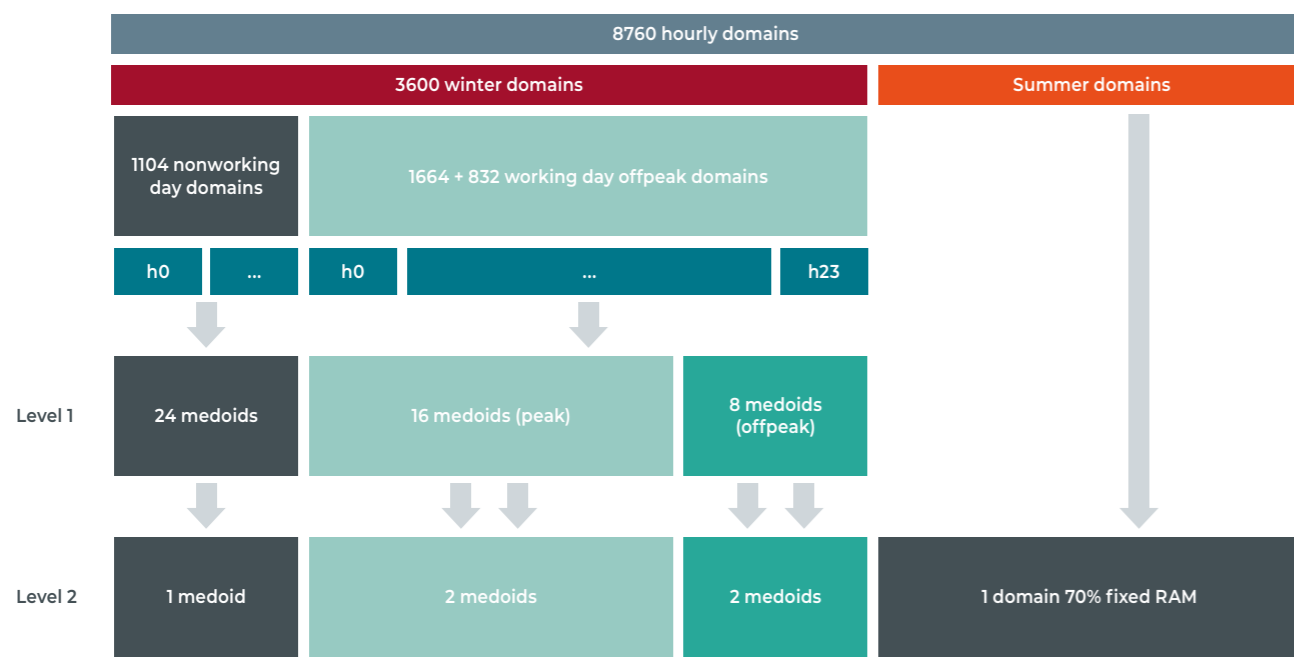 8760 hourly domains
3600 winter domains
Summer domains
1104 nonworking
day domains
1664 + 832 working day offpeak domains
h0
...
h0
...
h23
Level 1
24 medoids
16 medoids (peak)
8 medoids
(offpeak)
Level 2
1 medoid
2 medoids
2 medoids
1 domain 70% fixed RAM